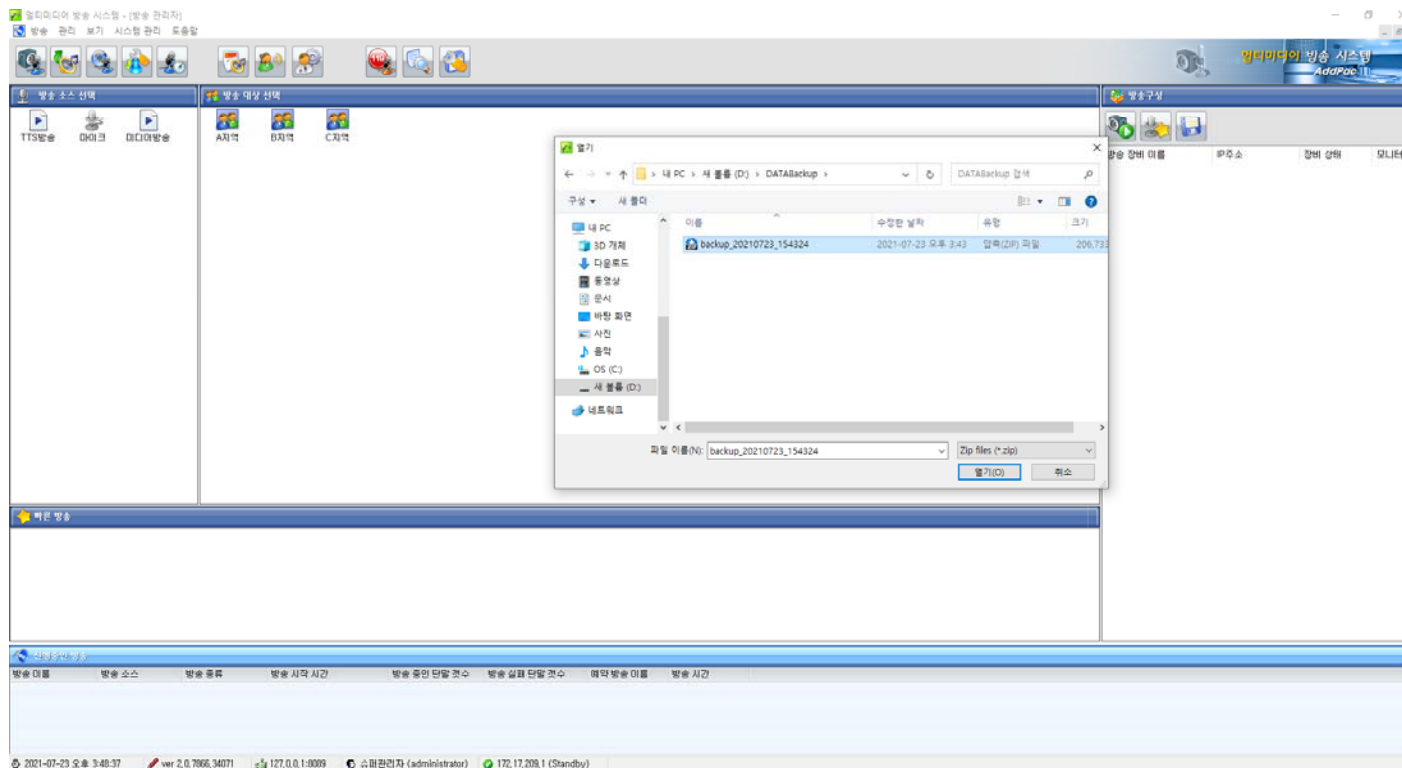 멀티미디어 방송 시스템 - [방송 관리자]
방송 관리 보기 시스템 관리 도움말
멀티미디어 방송 시스템
AddPac
방송 소스 선택
방송 대상 선택
방송구성
TTS방송 마이크 미디어방송
A지역 B지역 C지역
방송 장비 이름 IP주소 장비 상태 모니터
열기
내 PC › 새 볼륨 (D:) › DATABackup ›
DATABackup 검색
구성 새 폴더
이름 수정한 날짜 유형 크기
backup_20210723_154324 2021-07-23 오후 3:43 압축(ZIP) 파일 206,733
내 PC
3D 개체
다운로드
동영상
문서
바탕 화면
사진
음악
OS (C:)
새 볼륨 (D:)
네트워크
파일 이름(N): backup_20210723_154324 Zip files (*.zip)
열기(O) 취소
빠른 방송
진행중인 방송
방송 이름 방송 소스 방송 종류 방송 시작 시간 방송 중인 단말 갯수 방송 실패 단말 갯수 예약 방송 이름 방송 시간
2021-07-23 오후 3:48:37 ver 2,0,7866,34071 127,0,0,1:8089 슈퍼관리자 (administrator) 172,17,209,1 (Standby)